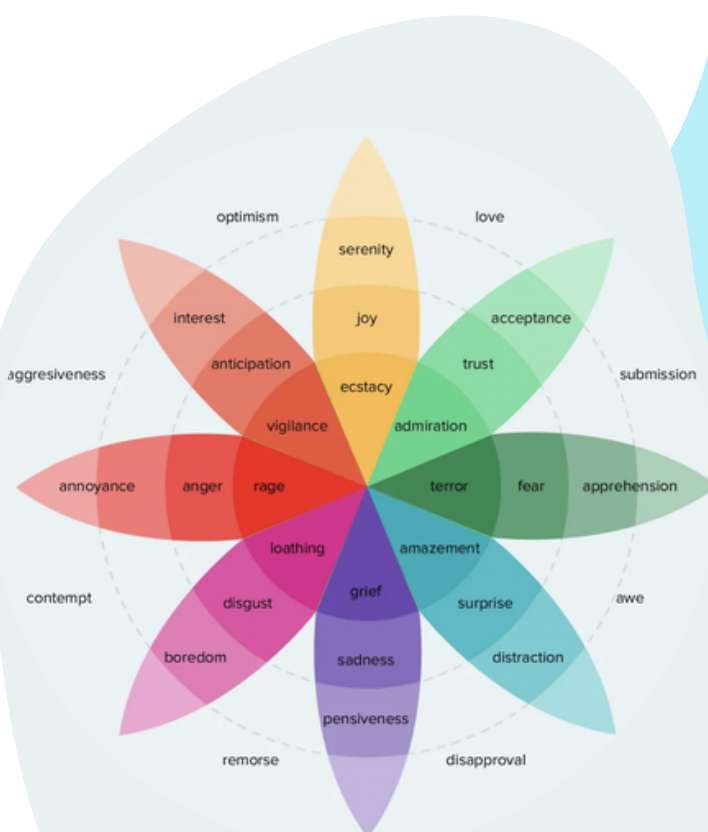 optimism
love
serenity
interest
joy
acceptance
anticipation
trust
aggresiveness
ecstacy
submission
vigilance
admiration
annoyance
anger
rage
terror
fear
apprehension
loathing
amazement
grief
contempt
disgust
surprise
awe
boredom
sadness
distraction
pensiveness
remorse
disapproval